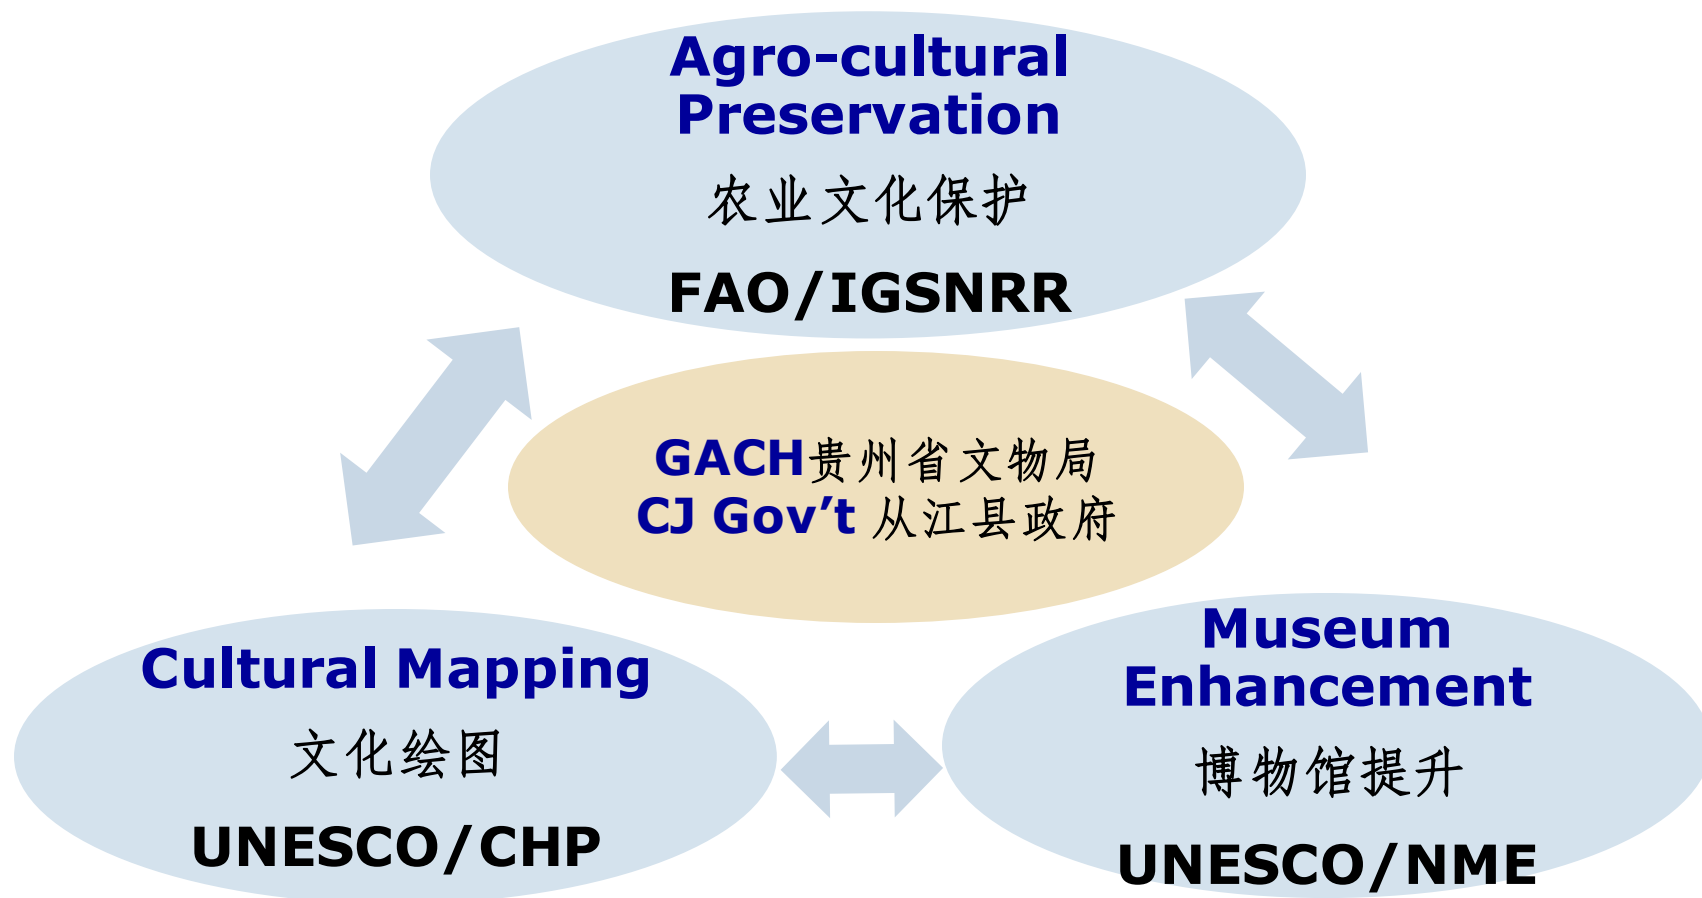 Agro-cultural
Preservation
农业文化保护
FAO/IGSNRR
GACH贵州省文物局
CJ Gov’t 从江县政府
Cultural Mapping
文化绘图
UNESCO/CHP
Museum
Enhancement
博物馆提升
UNESCO/NME